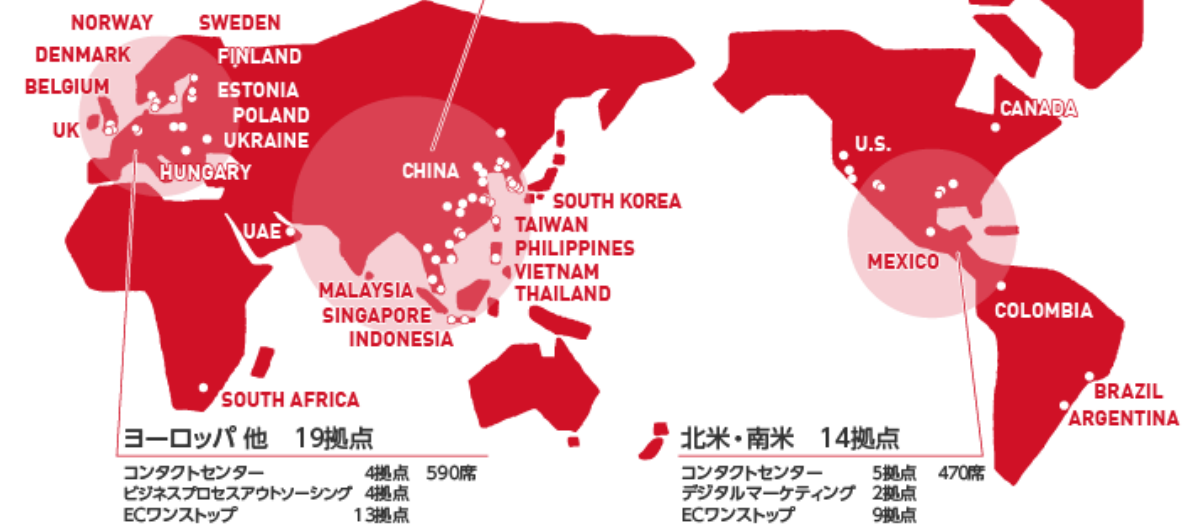 NORWAY SWEDEN
DENMARK FINLAND
BELGIUM ESTONIA
POLAND
UK UKRAINE
HUNGARY
CHINA
UAE
SOUTH KOREA
TAIWAN
PHILIPPINES
VIETNAM
THAILAND
MALAYSIA
SINGAPORE
INDONESIA
SOUTH AFRICA
CANADA
U.S.
MEXICO
COLOMBIA
BRAZIL
ARGENTINA
ヨーロッパ 他 19拠点
コンタクトセンター 4拠点 590席
ビジネスプロセスアウトソーシング 4拠点
ECワンストップ 13拠点
北米・南米 14拠点
コンタクトセンター 5拠点 470席
デジタルマーケティング 2拠点
ECワンストップ 9拠点